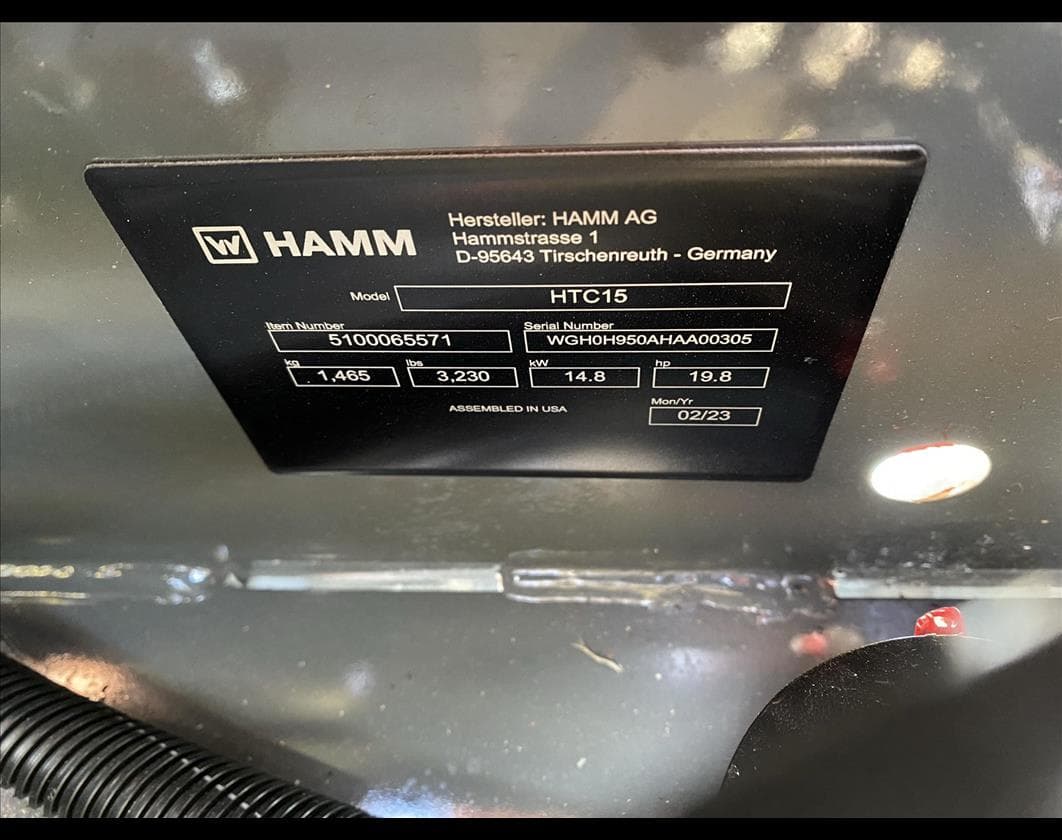 W HAMM
Hersteller: HAMM AG
Hammstrasse 1
D-95643 Tirschenreuth - Germany
Model HTC15
Item Number Serial Number
5100065571 WGH0H950AHAA00305
kg lbs kW hp
1,465 3,230 14.8 19.8
ASSEMBLED IN USA
Mon/Yr
02/23